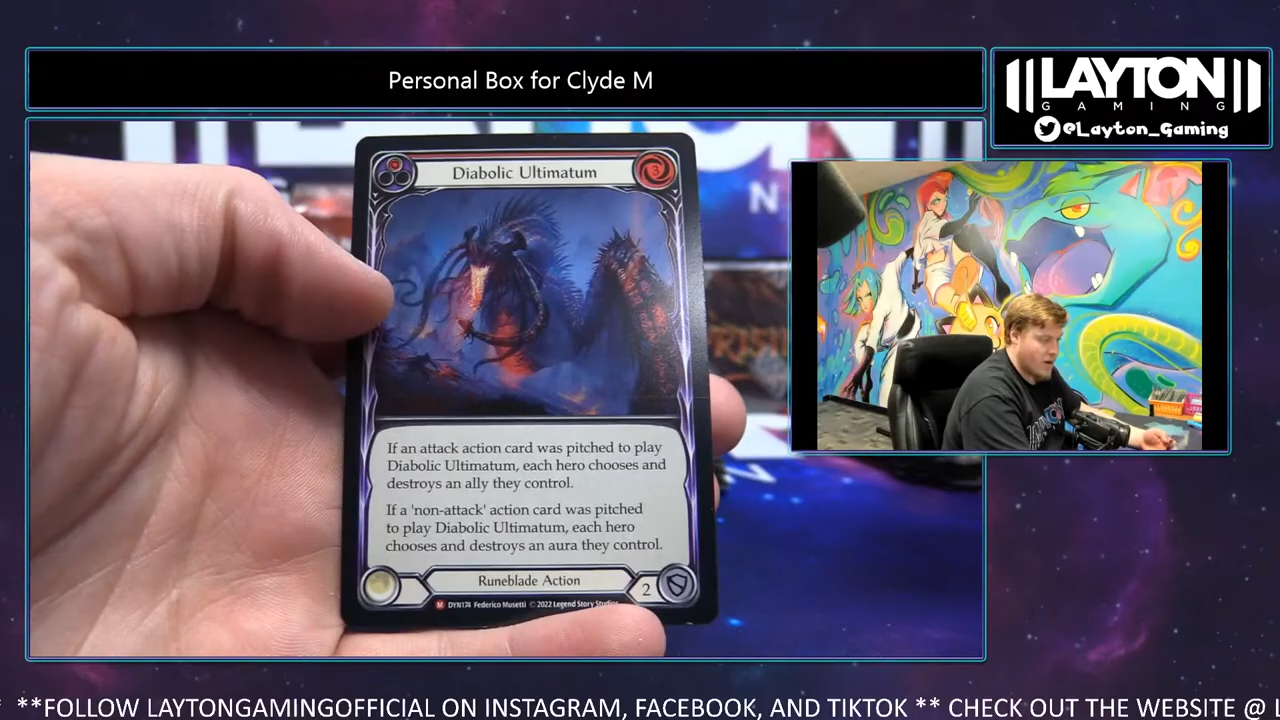 Personal Box for Clyde M
LAYTON
GAMING
@Layton_Gaming
Diabolic Ultimatum
3
If an attack action card was pitched to play
Diabolic Ultimatum, each hero chooses and
destroys an ally they control.
If a 'non-attack' action card was pitched
to play Diabolic Ultimatum, each hero
chooses and destroys an aura they control.
Runeblade Action
2
M DYN174 Federico Musetti © 2022 Legend Story Studios
**FOLLOW LAYTONGAMINGOFFICIAL ON INSTAGRAM, FACEBOOK, AND TIKTOK ** CHECK OUT THE WEBSITE @